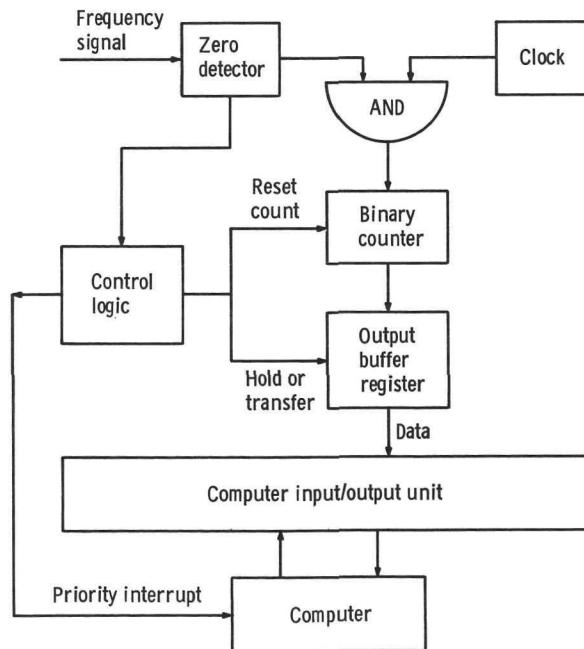 Frequency
signal
Zero
detector
Clock
AND
Reset
count
Binary
counter
Control
logic
Output
buffer
register
Hold or
transfer
Data
Computer input/output unit
Priority interrupt
Computer